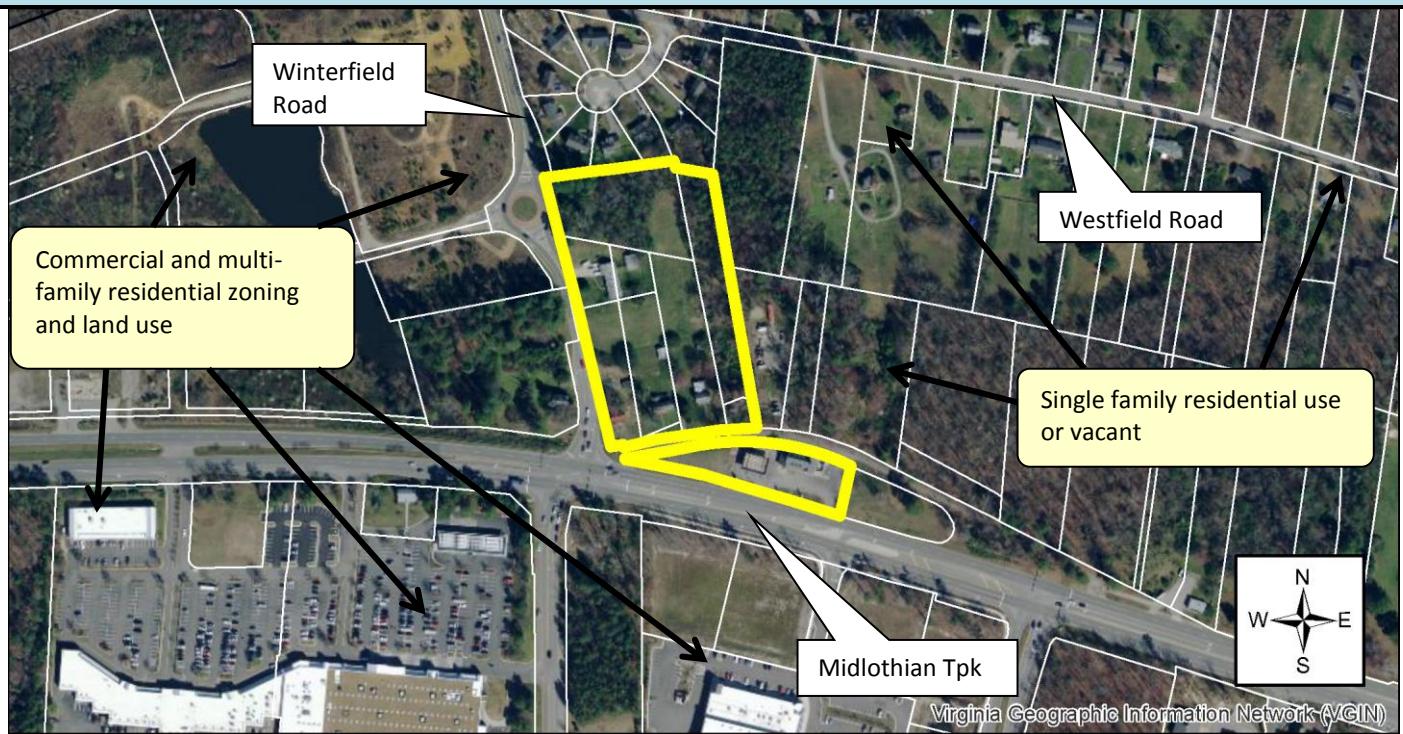 Winterfield
Road
Commercial and multi-
family residential zoning
and land use
Westfield Road
Single family residential use
or vacant
Midlothian Tpk
N
W E
S
Virginia Geographic Information Network (VGIN)